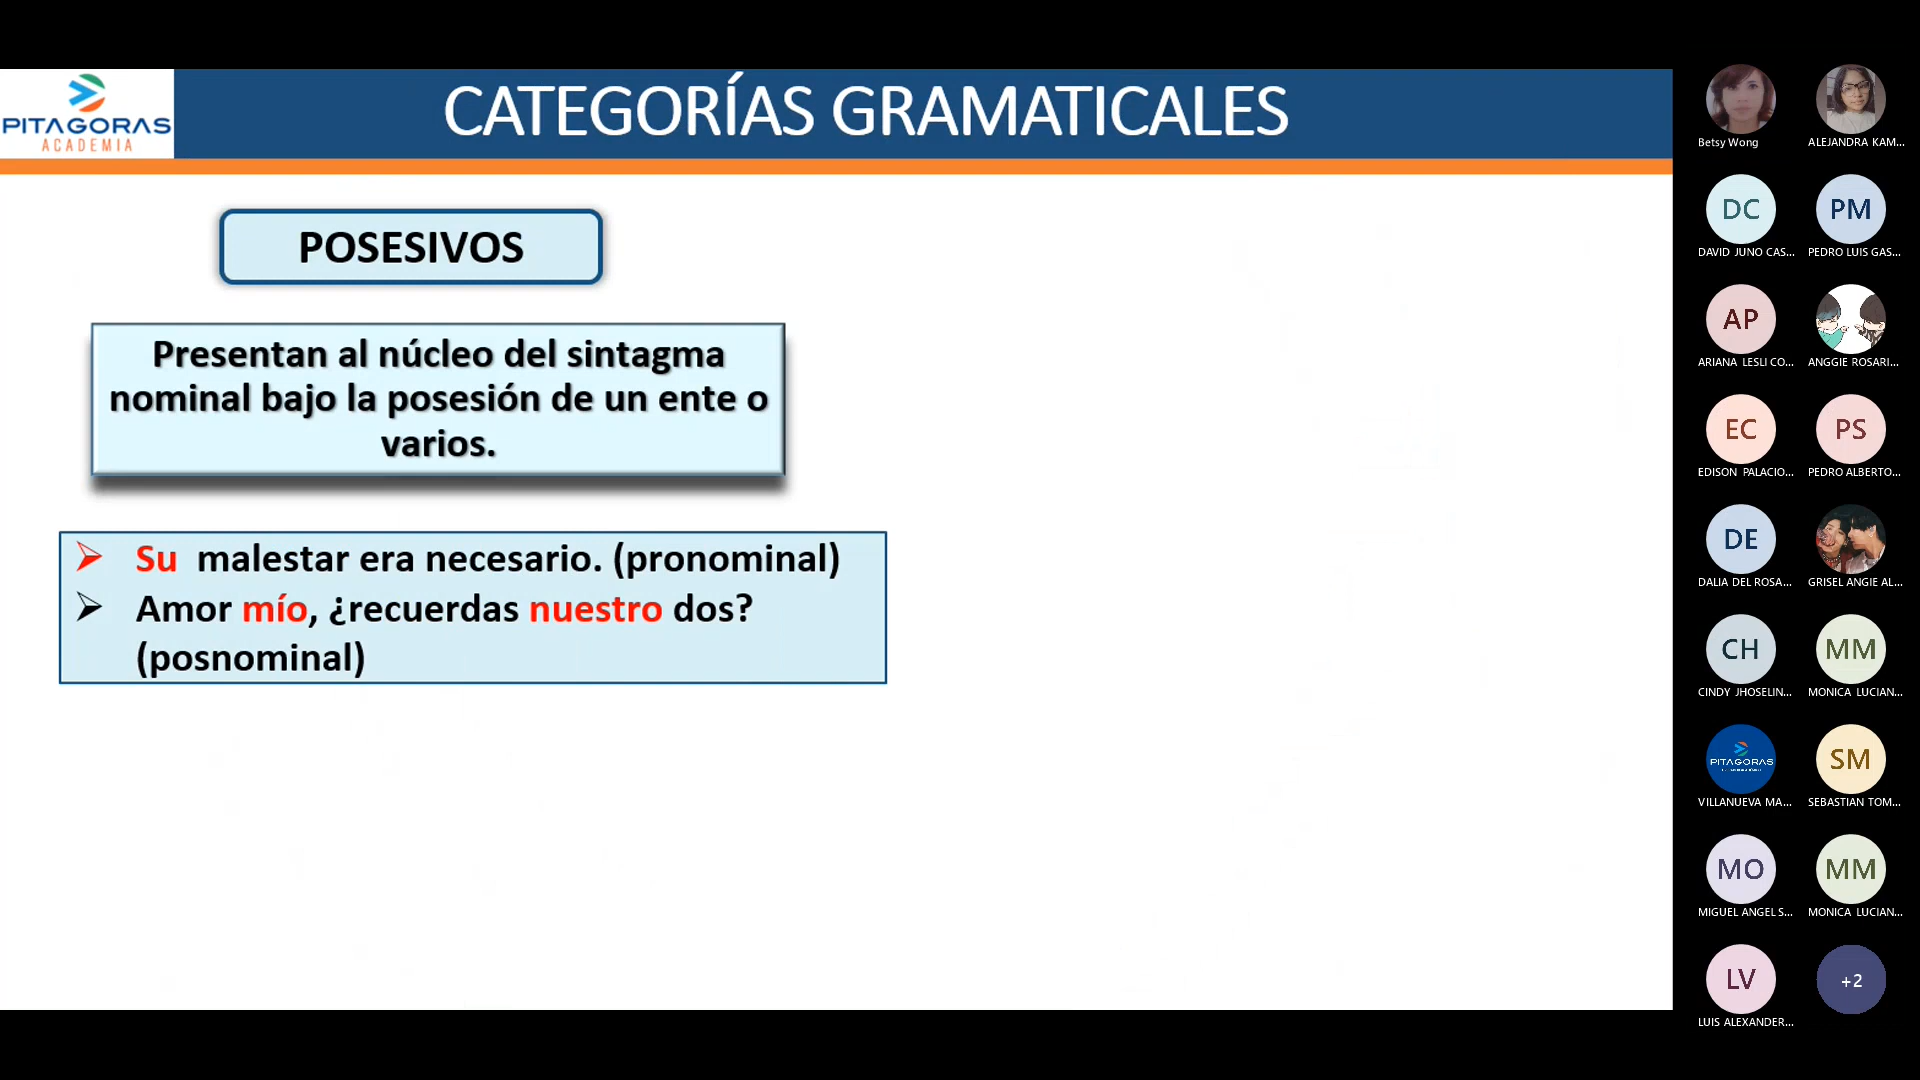 PITAGORAS
ACADEMIA
CATEGORÍAS GRAMATICALES
POSESIVOS
Presentan al núcleo del sintagma
nominal bajo la posesión de un ente o
varios.
Su malestar era necesario. (pronominal)
Amor mío, ¿recuerdas nuestro dos?
(posnominal)
Betsy Wong
ALEJANDRA KAM...
DC
PM
DAVID JUNO CAS...
PEDRO LUIS GAS...
AP
ARIANA LESLI CO...
ANGGIE ROSARI...
EC
PS
EDISON PALACIO...
PEDRO ALBERTO...
DE
DALIA DEL ROSA...
GRISEL ANGIE AL...
CH
MM
CINDY JHOSELIN...
MONICA LUCIAN...
PITAGORAS
SM
VILLANUEVA MA...
SEBASTIAN TOM...
MO
MM
MIGUEL ANGEL S...
MONICA LUCIAN...
LV
+2
LUIS ALEXANDER...